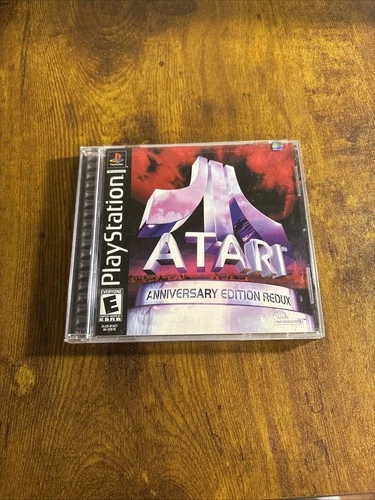 PlayStation
ATARI
ANNIVERSARY EDITION REDUX
EVERYONE
E
ESRB